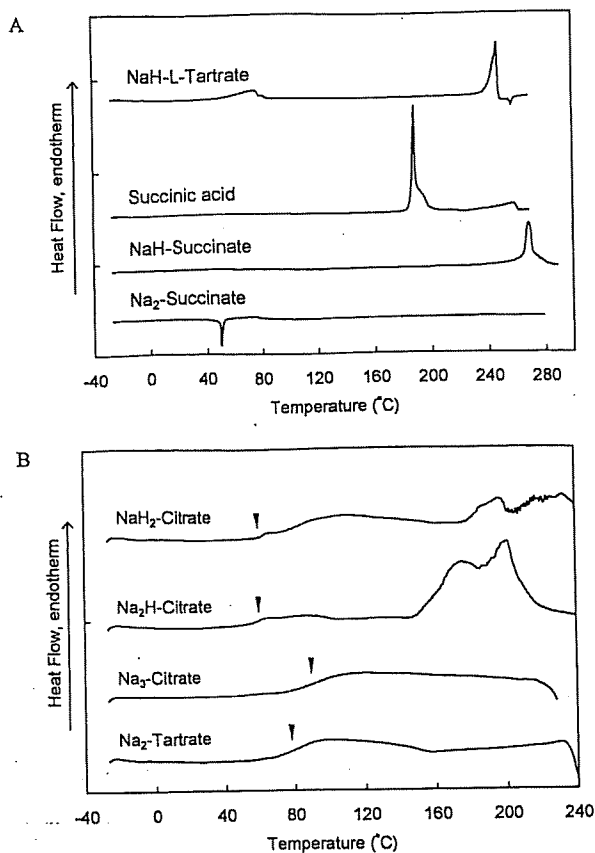 A
Heat Flow, endotherm
NaH-L-Tartrate
Succinic acid
NaH-Succinate
Na₂-Succinate
-40 0 40 80 120 160 200 240 280
Temperature (°C)
B
Heat Flow, endotherm
NaH₂-Citrate
Na₂H-Citrate
Na₃-Citrate
Na₂-Tartrate
-40 0 40 80 120 160 200 240
Temperature (°C)